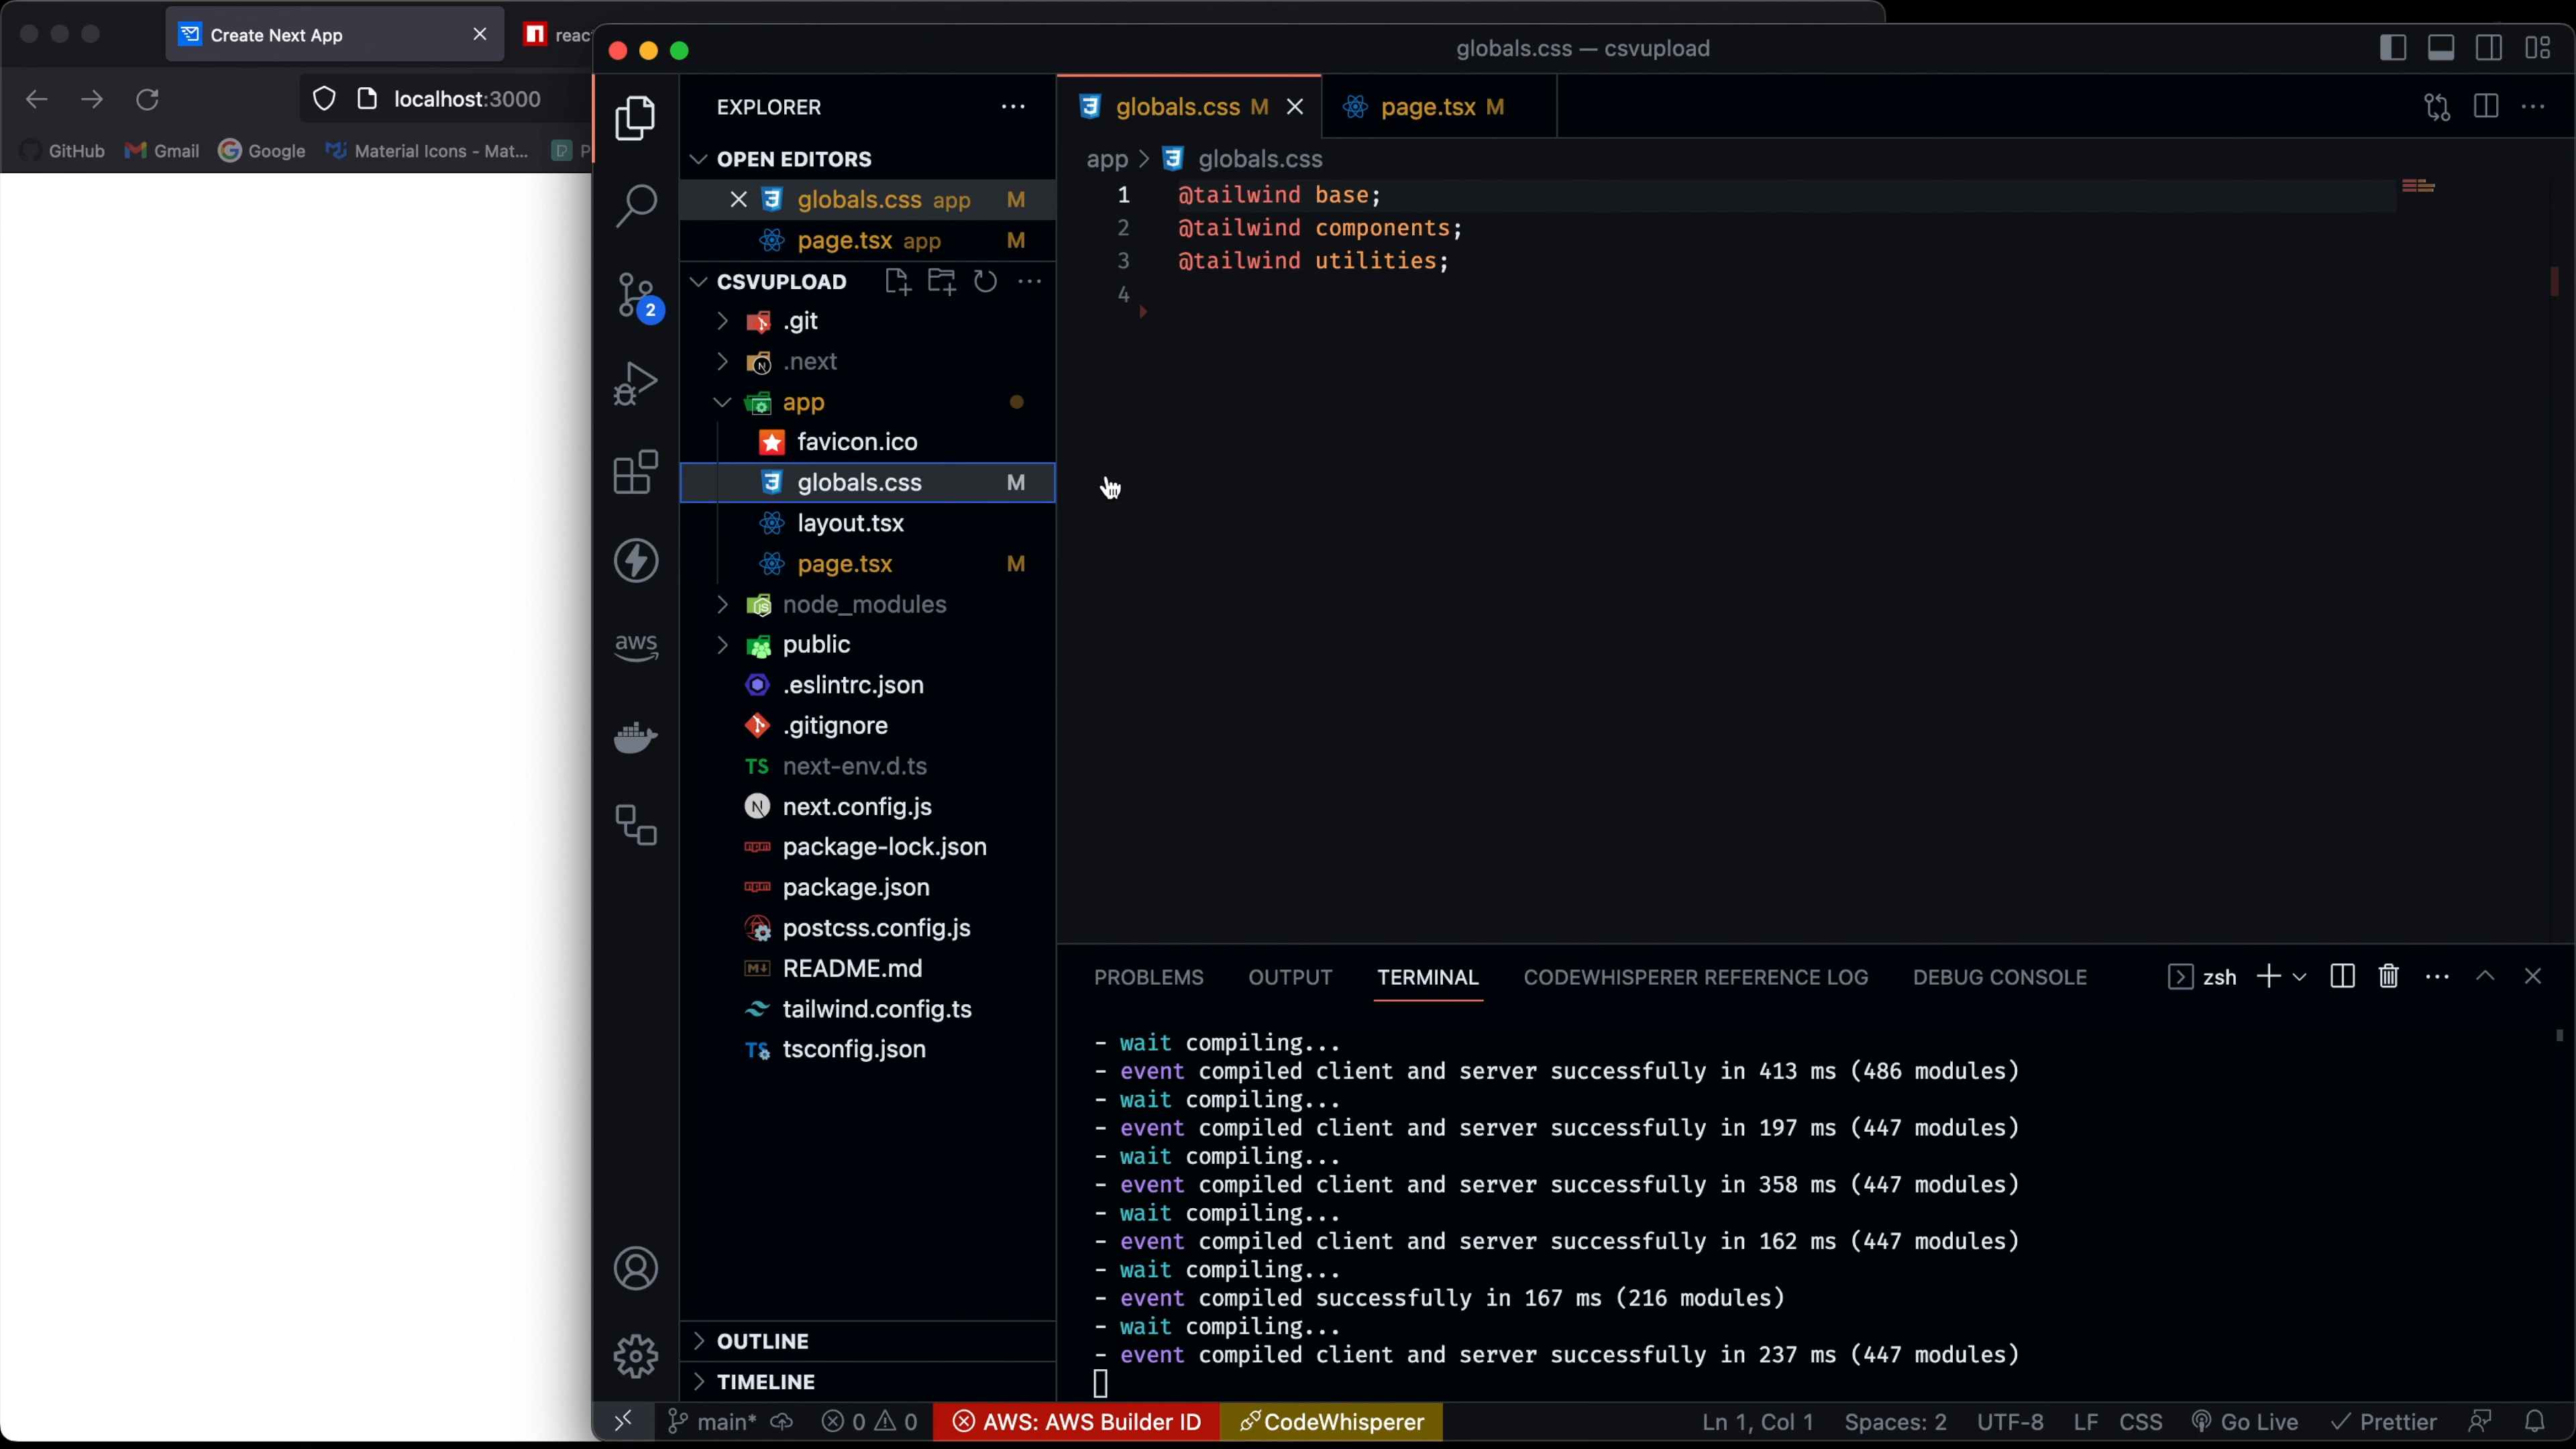 Create Next App
reac
globals.css — csvupload
localhost:3000
GitHub
Gmail
Google
Material Icons - Mat...
P
EXPLORER
OPEN EDITORS
globals.css app M
page.tsx app M
CSVUPLOAD
.git
.next
app
favicon.ico
globals.css M
layout.tsx
page.tsx M
node_modules
public
.eslintrc.json
.gitignore
TS next-env.d.ts
next.config.js
package-lock.json
package.json
postcss.config.js
README.md
tailwind.config.ts
TS tsconfig.json
OUTLINE
TIMELINE
2
aws
globals.css M
page.tsx M
app > globals.css
1 @tailwind base;
2 @tailwind components;
3 @tailwind utilities;
4
PROBLEMS OUTPUT TERMINAL CODEWHISPERER REFERENCE LOG DEBUG CONSOLE
zsh
- wait compiling...
- event compiled client and server successfully in 413 ms (486 modules)
- wait compiling...
- event compiled client and server successfully in 197 ms (447 modules)
- wait compiling...
- event compiled client and server successfully in 358 ms (447 modules)
- wait compiling...
- event compiled client and server successfully in 162 ms (447 modules)
- wait compiling...
- event compiled successfully in 167 ms (216 modules)
- wait compiling...
- event compiled client and server successfully in 237 ms (447 modules)
main* 0 0 AWS: AWS Builder ID CodeWhisperer Ln 1, Col 1 Spaces: 2 UTF-8 LF CSS Go Live Prettier